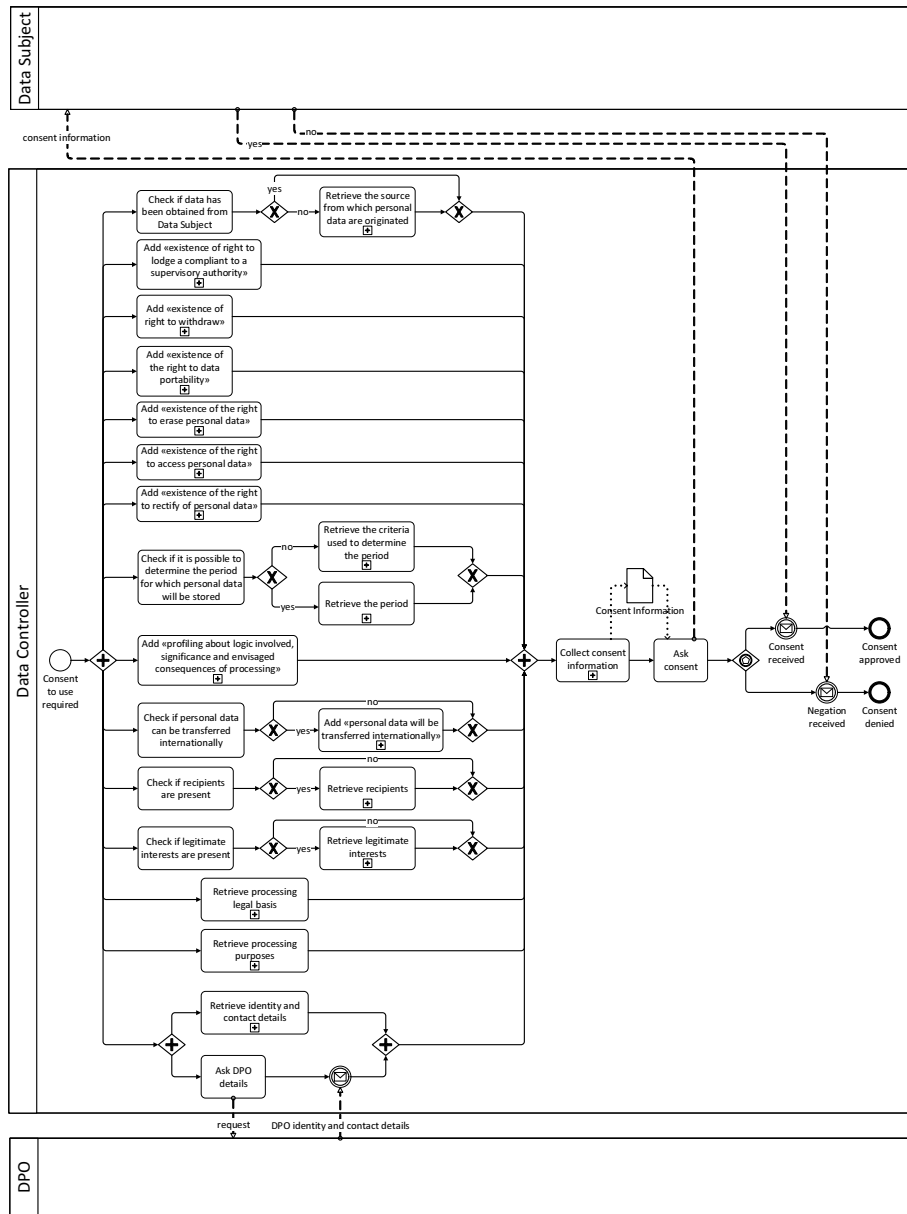 Data Subject
consent information
yes
no
Data Controller
Check if data has
been obtained from
Data Subject
yes
no
Retrieve the source
from which personal
data are originated
Add «existence of right to
lodge a compliant to a
supervisory authority»
Add «existence of
right to withdraw»
Add «existence of
the right to data
portability»
Add «existence of the right
to erase personal data»
Add «existence of the right
to access personal data»
Add «existence of the right
to rectify of personal data»
Check if it is possible to
determine the period
for which personal data
will be stored
no
Retrieve the criteria
used to determine
the period
yes
Retrieve the period
Consent Information
Consent
to use
required
Add «profiling about logic involved,
significance and envisaged
consequences of processing»
Collect consent
information
Ask
consent
Consent
received
Consent
approved
Negation
received
Consent
denied
Check if personal data
can be transferred
internationally
no
yes
Add «personal data will be
transferred internationally»
Check if recipients
are present
no
yes
Retrieve recipients
Check if legitimate
interests are present
no
yes
Retrieve legitimate
interests
Retrieve processing
legal basis
Retrieve processing
purposes
Retrieve identity and
contact details
Ask DPO
details
request
DPO identity and contact details
DPO